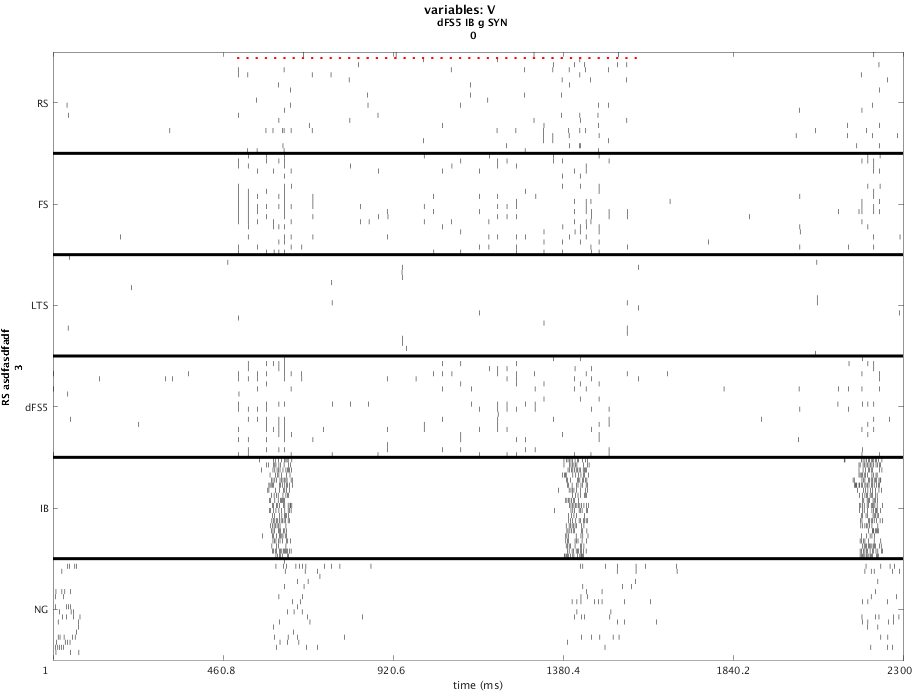 variables: V
dFS5 IB g SYN
0
RS
FS
LTS
dFS5
IB
NG
RS asdfasdfadf
3
1
460.8
920.6
1380.4
1840.2
2300
time (ms)